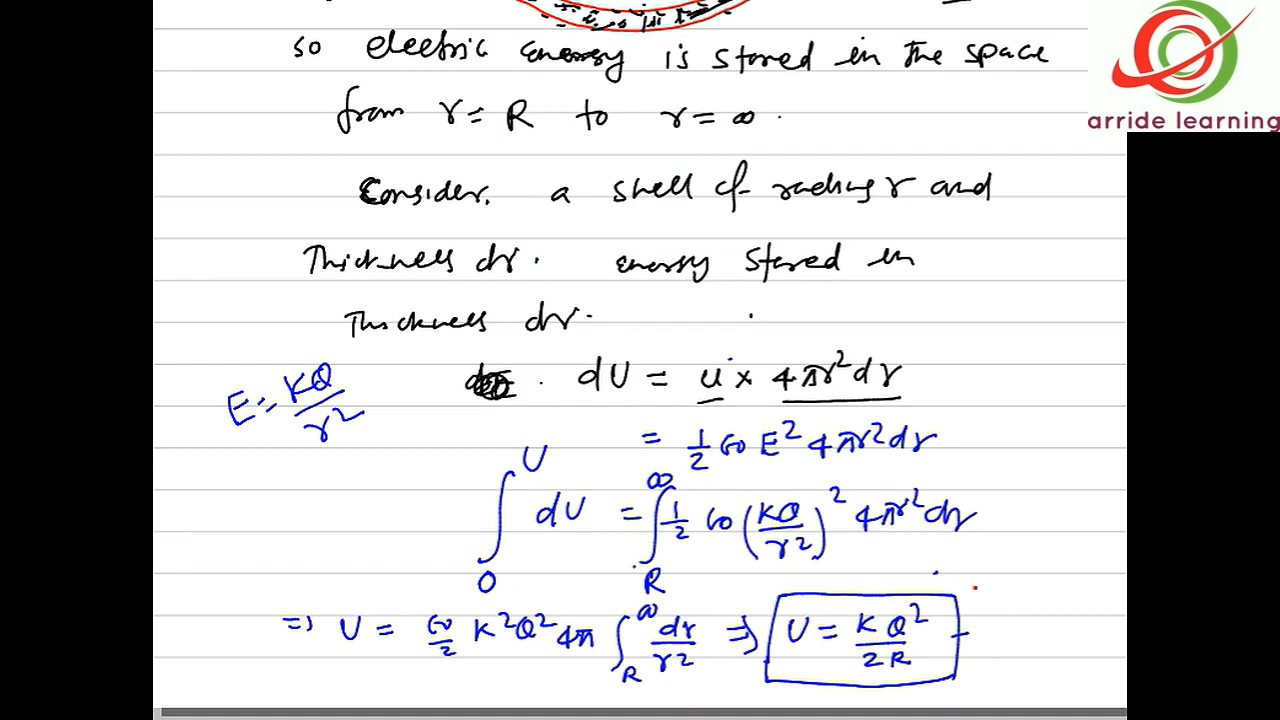 so electric energy is stored in the space
from r = R to r = ∞.
arride learning
Consider. a shell of radius r and
Thickness dr. energy stored in
Thickness dr.
E = KQ/r²
dU = u × 4πr²dr
= 1/2 ε0 E² 4πr²dr
∫₀^U dU = ∫_R^∞ 1/2 ε0 (KQ/r²)² 4πr²dr
⇒ U = ε0/2 K²Q² 4π ∫_R^∞ dr/r² ⇒ U = KQ²/2R